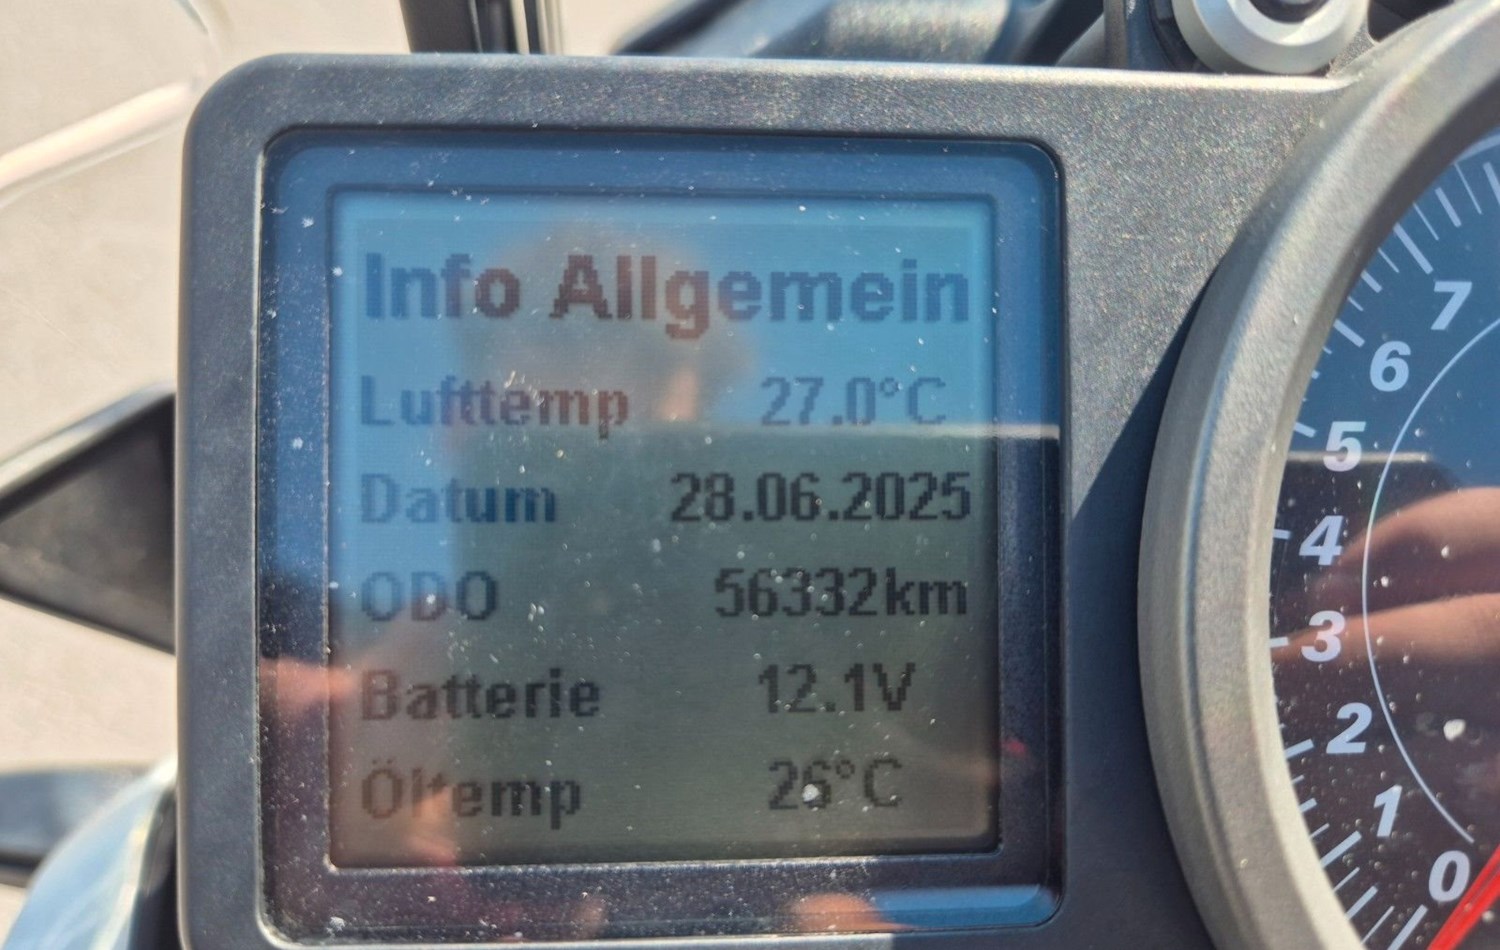 Info Allgemein
Lufttemp 27.0°C
Datum 28.06.2025
ODO 56332km
Batterie 12.1V
Öltemp 26°C
7
6
5
4
3
2
1
0